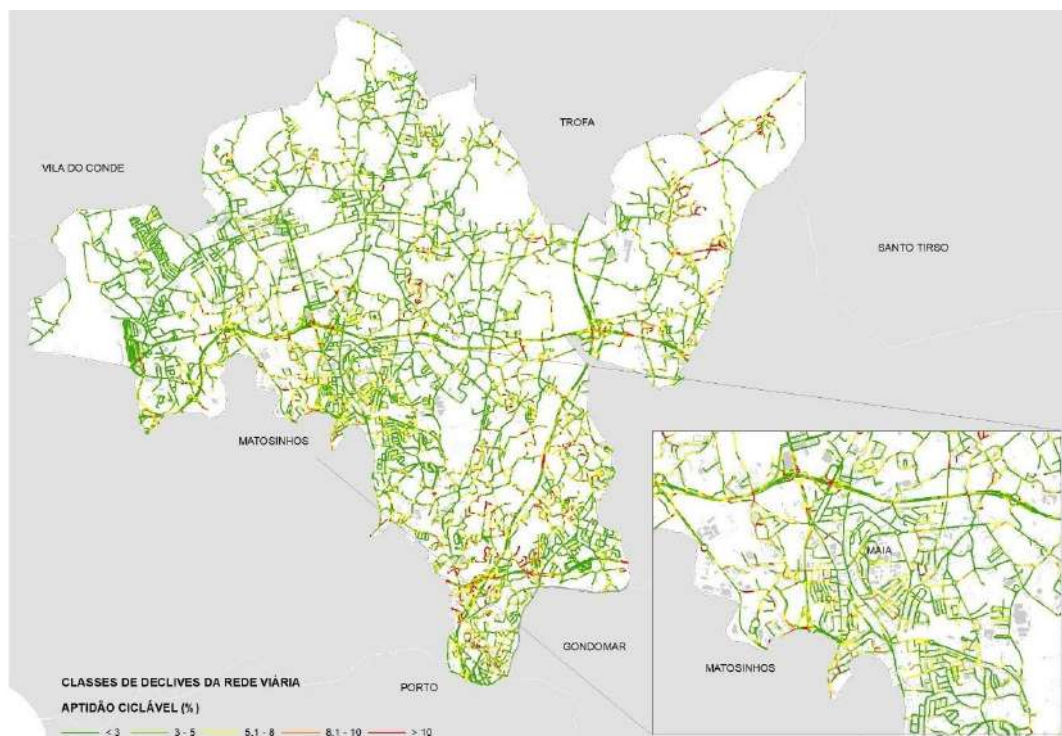 TROFA
VILA DO CONDE
SANTO TIRSO
MATOSINHOS
MAIA
GONDOMAR
MATOSINHOS
PORTO
CLASSES DE DECLIVES DA REDE VIÁRIA
APTIDÃO CICLÁVEL (%)
< 3 3 - 5 5.1 - 8 8.1 - 10 > 10